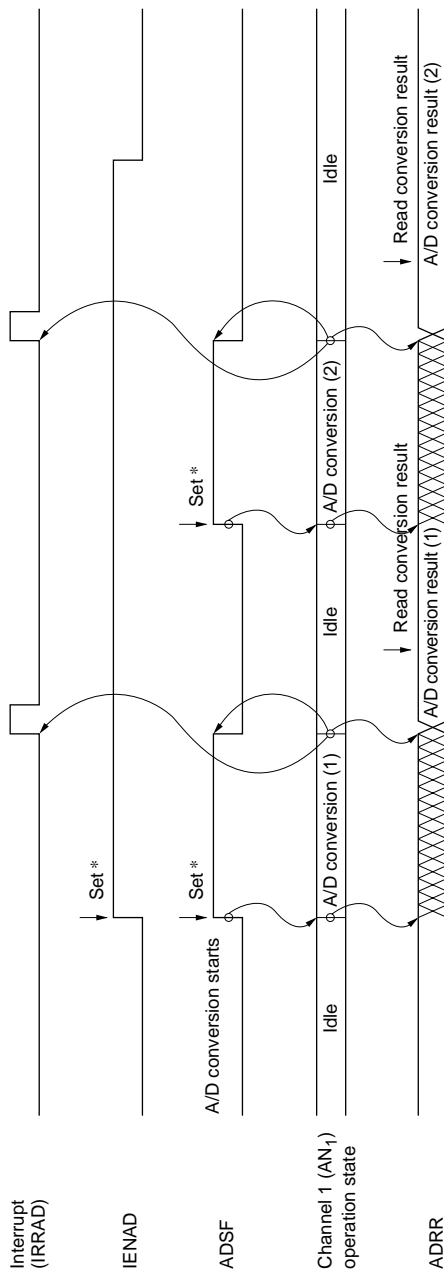 Interrupt
(IRRAD)
IENAD
Set *
ADSF
A/D conversion starts
Set *
Set *
Channel 1 (AN1)
operation state
Idle
A/D conversion (1)
Idle
A/D conversion (2)
Idle
ADRR
Read conversion result
A/D conversion result (1)
Read conversion result
A/D conversion result (2)